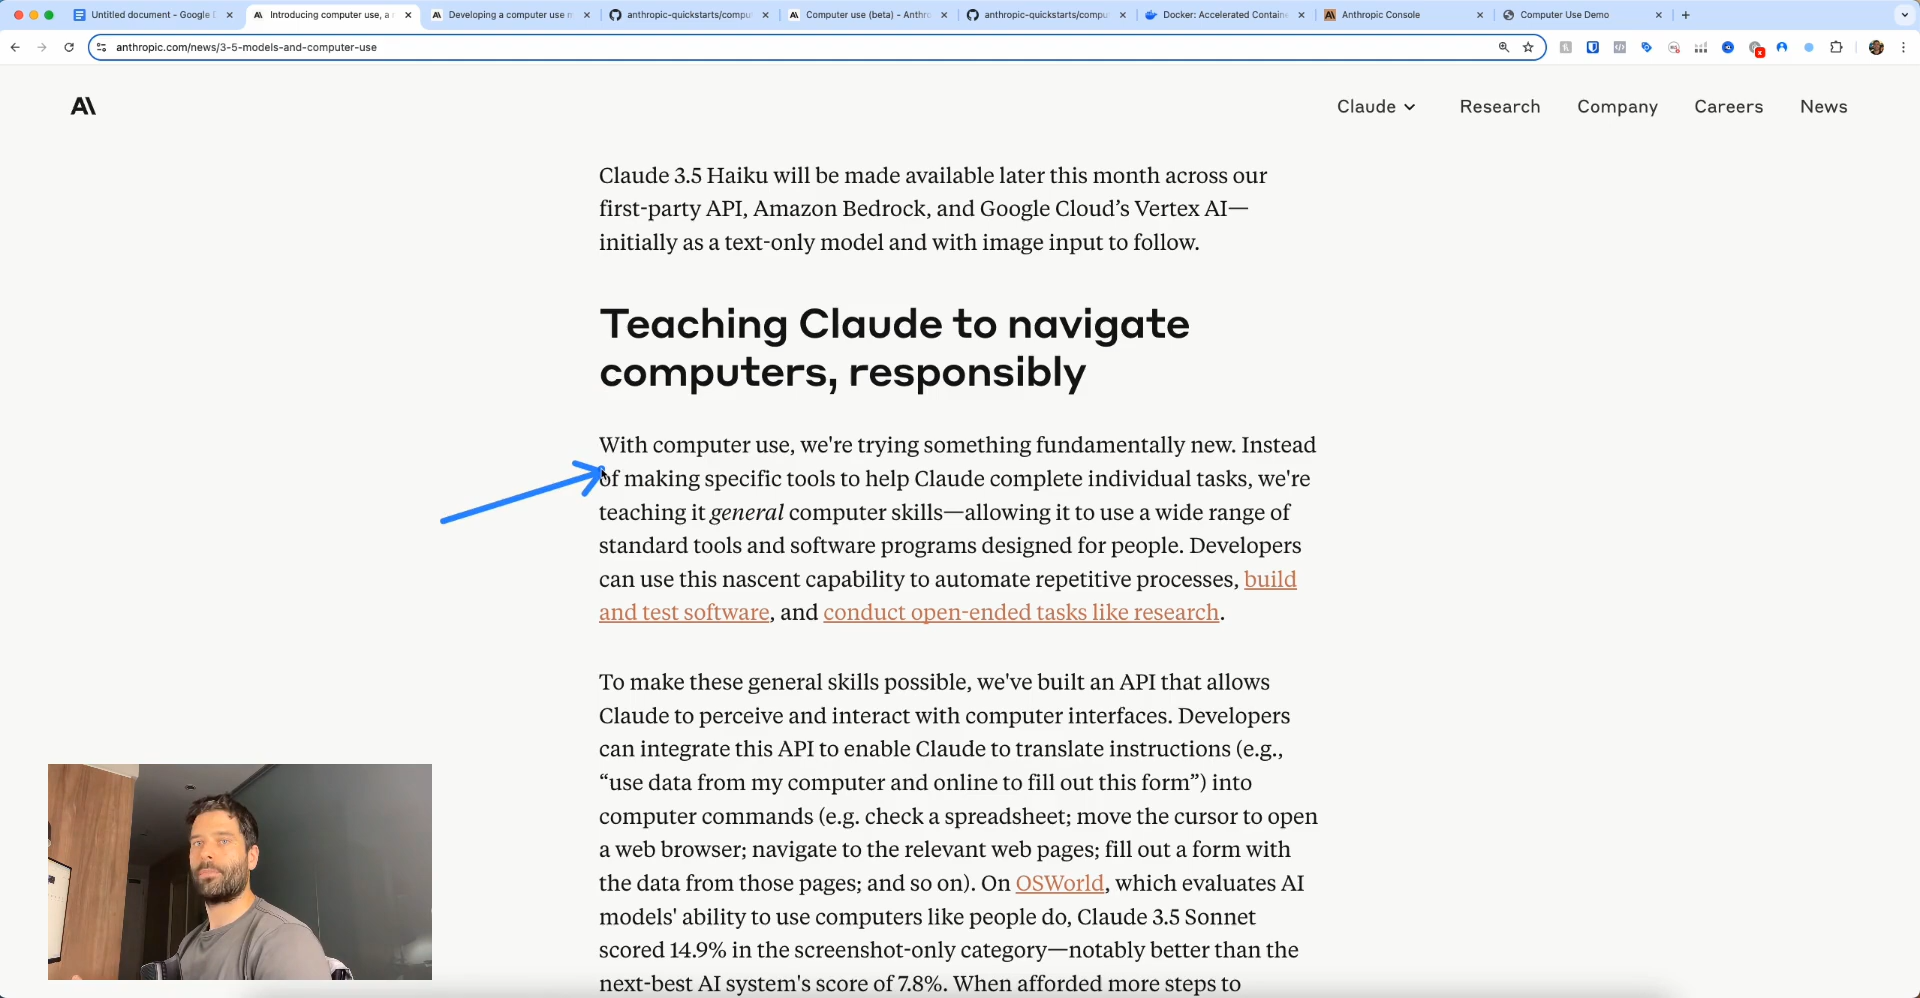 Untitled document - Google
Introducing computer use, a
Developing a computer use m
anthropic-quickstarts/compu
Computer use (beta) - Anthro
anthropic-quickstarts/compu
Docker: Accelerated Containe
Anthropic Console
Computer Use Demo
anthropic.com/news/3-5-models-and-computer-use
Claude
Research
Company
Careers
News
Claude 3.5 Haiku will be made available later this month across our
first-party API, Amazon Bedrock, and Google Cloud’s Vertex AI—
initially as a text-only model and with image input to follow.
Teaching Claude to navigate
computers, responsibly
With computer use, we're trying something fundamentally new. Instead
of making specific tools to help Claude complete individual tasks, we're
teaching it general computer skills—allowing it to use a wide range of
standard tools and software programs designed for people. Developers
can use this nascent capability to automate repetitive processes, build
and test software, and conduct open-ended tasks like research.
To make these general skills possible, we've built an API that allows
Claude to perceive and interact with computer interfaces. Developers
can integrate this API to enable Claude to translate instructions (e.g.,
“use data from my computer and online to fill out this form”) into
computer commands (e.g. check a spreadsheet; move the cursor to open
a web browser; navigate to the relevant web pages; fill out a form with
the data from those pages; and so on). On OSWorld, which evaluates AI
models' ability to use computers like people do, Claude 3.5 Sonnet
scored 14.9% in the screenshot-only category—notably better than the
next-best AI system's score of 7.8%. When afforded more steps to